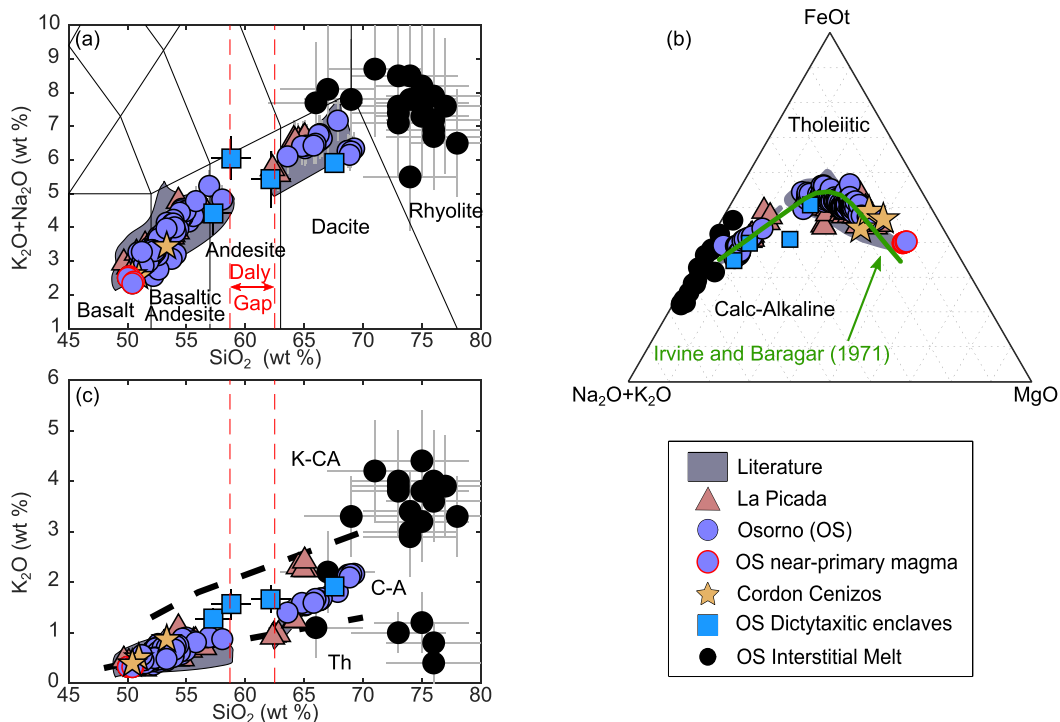 (a)
K₂O+Na₂O (wt %)
10
9
8
7
6
5
4
3
2
1
Rhyolite
Dacite
Andesite
Daly
Gap
Basalt
Basaltic
Andesite
45 50 55 60 65 70 75 80
SiO₂ (wt %)
(b)
FeOt
Tholeiitic
Calc-Alkaline
Irvine and Baragar (1971)
Na₂O+K₂O
MgO
(c)
K₂O (wt %)
6
5
4
3
2
1
0
K-CA
C-A
Th
45 50 55 60 65 70 75 80
SiO₂ (wt %)
Literature
La Picada
Osorno (OS)
OS near-primary magma
Cordon Cenizos
OS Dictytaxitic enclaves
OS Interstitial Melt